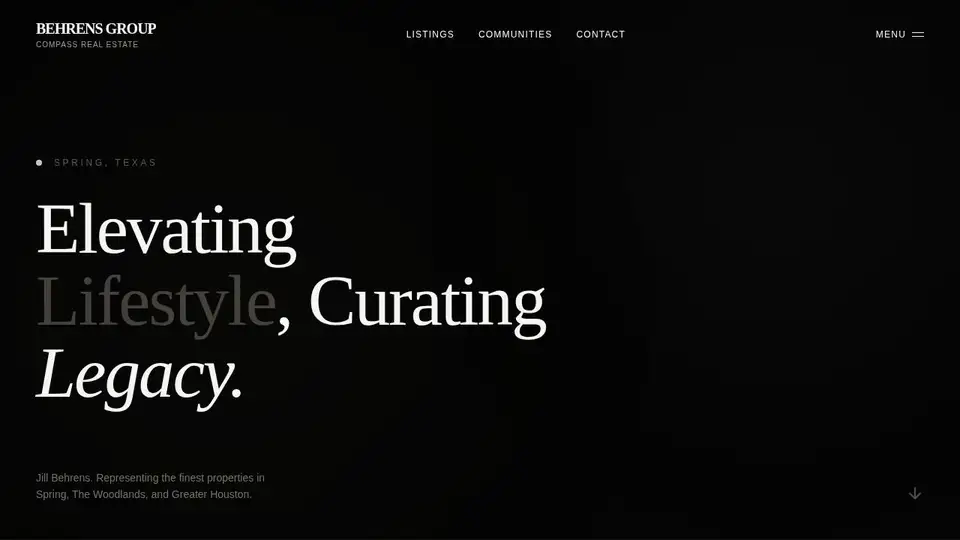 BEHRENS GROUP
COMPASS REAL ESTATE
LISTINGS COMMUNITIES CONTACT
MENU
SPRING, TEXAS
Elevating
Lifestyle, Curating
Legacy.
Jill Behrens. Representing the finest properties in
Spring, The Woodlands, and Greater Houston.